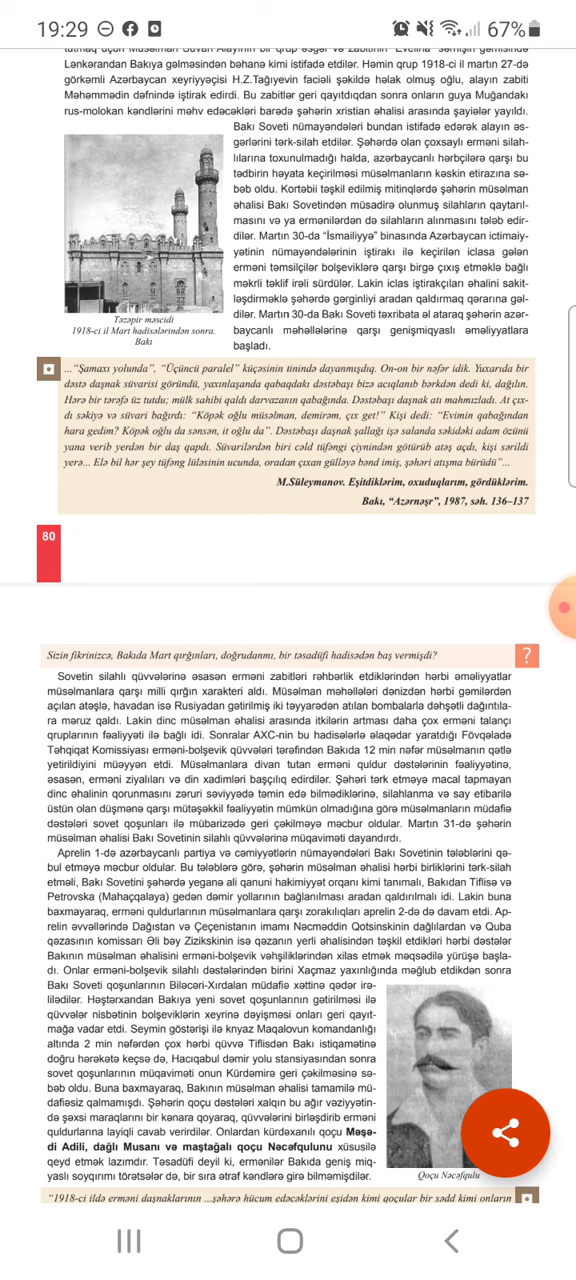 19:29
67%
tutmaq üçün Müsəlman Süvari Alayının bir qrup əsgər və zabitinin "Evelina" gəmisində
Lənkərandan Bakıya gəlməsindən bəhanə kimi istifadə etdilər. Həmin qrup 1918-ci il martın 27-də
görkəmli Azərbaycan xeyriyyəçisi H.Z.Tağıyevin faciəli şəkildə həlak olmuş oğlu, alayın zabiti
Məhəmmədin dəfnində iştirak edirdi. Bu zabitlər geri qayıtdıqdan sonra onların guya Muğandakı
rus-molokan kəndlərini məhv edəcəkləri barədə şəhərin xristian əhalisi arasında şayiələr yayıldı.
Bakı Soveti nümayəndələri bundan istifadə edərək alayın əs-
gərlərini tərk-silah etdilər. Şəhərdə olan çoxsaylı erməni silah-
lılarına toxunulmadığı halda, azərbaycanlı hərbçilərə qarşı bu
tədbirin həyata keçirilməsi müsəlmanların kəskin etirazına sə-
bəb oldu. Kortəbii təşkil edilmiş mitinqlərdə şəhərin müsəlman
əhalisi Bakı Sovetindən müsadirə olunmuş silahların qaytarıl-
masını və ya ermənilərdən də silahların alınmasını tələb edir-
dilər. Martın 30-da "İsmailiyyə" binasında Azərbaycan ictimaiy-
yətinin nümayəndələrinin iştirakı ilə keçirilən iclasa gələn
erməni təmsilçilər bolşeviklərə qarşı birgə çıxış etməklə bağlı
məkrli təklif irəli sürdülər. Lakin iclas iştirakçıları əhalini sakit-
ləşdirməklə şəhərdə gərginliyi aradan qaldırmaq qərarına gəl-
dilər. Martın 30-da Bakı Soveti təxribata əl ataraq şəhərin azər-
baycanlı məhəllələrinə qarşı genişmiqyaslı əməliyyatlara
başladı.
Təzəpir məscidi
1918-ci il Mart hadisələrindən sonra.
Bakı
..."Şamaxı yolunda", "Üçüncü paralel" küçəsinin tinində dayanmışdıq. On-on bir nəfər idik. Yuxarıda bir
dəstə daşnak süvarisi göründü, yaxınlaşanda qabaqdakı dəstəbaşı bizə acıqlanıb bərkdən dedi ki, dağılın.
Hərə bir tərəfə üz tutdu; mülk sahibi qaldı darvazanın qabağında. Dəstəbaşı daşnak atı mahmızladı. At çıx-
dı səkiyə və süvari bağırdı: "Köpək oğlu müsəlman, demirəm, çıx get!" Kişi dedi: "Evimin qabağından
hara gedim? Köpək oğlu da sənsən, it oğlu da". Dəstəbaşı daşnak şallağı işə salanda səkidəki adam özünü
yana verib yerdən bir daş qapdı. Süvarilərdən biri cəld tüfəngi çiynindən götürüb atəş açdı, kişi sərildi
yerə... Elə bil hər şey tüfəng lüləsinin ucunda, oradan çıxan gülləyə bənd imiş, şəhəri atışma bürüdü"...
M.Süleymanov. Eşitdiklərim, oxuduqlarım, gördüklərim.
Bakı, "Azərnəşr", 1987, səh. 136–137
80
Sizin fikrinizcə, Bakıda Mart qırğınları, doğrudanmı, bir təsadüfi hadisədən baş vermişdi?
?
Sovetin silahlı qüvvələrinə əsasən erməni zabitləri rəhbərlik etdiklərindən hərbi əməliyyatlar
müsəlmanlara qarşı milli qırğın xarakteri aldı. Müsəlman məhəllələri dənizdən hərbi gəmilərdən
açılan atəşlə, havadan isə Rusiyadan gətirilmiş iki təyyarədən atılan bombalarla dəhşətli dağıntıla-
ra məruz qaldı. Lakin dinc müsəlman əhalisi arasında itkilərin artması daha çox erməni talançı
qruplarının fəaliyyəti ilə bağlı idi. Sonralar AXC-nin bu hadisələrlə əlaqədar yaratdığı Fövqəladə
Təhqiqat Komissiyası erməni-bolşevik qüvvələri tərəfindən Bakıda 12 min nəfər müsəlmanın qətlə
yetirildiyini müəyyən etdi. Müsəlmanlara divan tutan erməni quldur dəstələrinin fəaliyyətinə,
əsasən, erməni ziyalıları və din xadimləri başçılıq edirdilər. Şəhəri tərk etməyə macal tapmayan
dinc əhalinin qorunmasını zəruri səviyyədə təmin edə bilmədiklərinə, silahlanma və say etibarilə
üstün olan düşmənə qarşı mütəşəkkil fəaliyyətin mümkün olmadığına görə müsəlmanların müdafiə
dəstələri sovet qoşunları ilə mübarizədə geri çəkilməyə məcbur oldular. Martın 31-də şəhərin
müsəlman əhalisi Bakı Sovetinin silahlı qüvvələrinə müqaviməti dayandırdı.
Aprelin 1-də azərbaycanlı partiya və cəmiyyətlərin nümayəndələri Bakı Sovetinin tələblərini qə-
bul etməyə məcbur oldular. Bu tələblərə görə, şəhərin müsəlman əhalisi hərbi birliklərini tərk-silah
etməli, Bakı Sovetini şəhərdə yeganə ali qanuni hakimiyyət orqanı kimi tanımalı, Bakıdan Tiflisə və
Petrovska (Mahaçqalaya) gedən dəmir yollarının bağlanılması aradan qaldırılmalı idi. Lakin buna
baxmayaraq, erməni quldurlarının müsəlmanlara qarşı zorakılıqları aprelin 2-də də davam etdi. Ap-
relin əvvəllərində Dağıstan və Çeçenistanın imamı Nəcməddin Qotsinskinin dağlılardan və Quba
qəzasının komissarı Əli bəy Zizikskinin isə qəzanın yerli əhalisindən təşkil etdikləri hərbi dəstələr
Bakının müsəlman əhalisini erməni-bolşevik vəhşiliklərindən xilas etmək məqsədilə yürüşə başla-
dı. Onlar erməni-bolşevik silahlı dəstələrindən birini Xaçmaz yaxınlığında məğlub etdikdən sonra
Bakı Soveti qoşunlarının Biləcəri-Xırdalan müdafiə xəttinə qədər irə-
lilədilər. Həştərxandan Bakıya yeni sovet qoşunlarının gətirilməsi ilə
qüvvələr nisbətinin bolşeviklərin xeyrinə dəyişməsi onları geri qayıt-
mağa vadar etdi. Seymin göstərişi ilə knyaz Maqalovun komandanlığı
altında 2 min nəfərdən çox hərbi qüvvə Tiflisdən Bakı istiqamətinə
doğru hərəkətə keçsə də, Hacıqabul dəmir yolu stansiyasından sonra
sovet qoşunlarının müqaviməti onun Kürdəmirə geri çəkilməsinə sə-
bəb oldu. Buna baxmayaraq, Bakının müsəlman əhalisi tamamilə mü-
dafiəsiz qalmamışdı. Şəhərin qoçu dəstələri xalqın bu ağır vəziyyətin-
də şəxsi maraqlarını bir kənara qoyaraq, qüvvələrini birləşdirib erməni
quldurlarına layiqli cavab verirdilər. Onlardan kürdəxanılı qoçu Məşə-
di Adili, dağlı Musanı və maştağalı qoçu Nəcəfqulunu xüsusilə
qeyd etmək lazımdır. Təsadüfi deyil ki, ermənilər Bakıda geniş miq-
yaslı soyqırımı törətsələr də, bir sıra ətraf kəndlərə girə bilməmişdilər.
Qoçu Nəcəfqulu
"1918-ci ildə erməni daşnaklarının ...şəhərə hücum edəcəklərini eşidən kimi qoçular bir sədd kimi onların